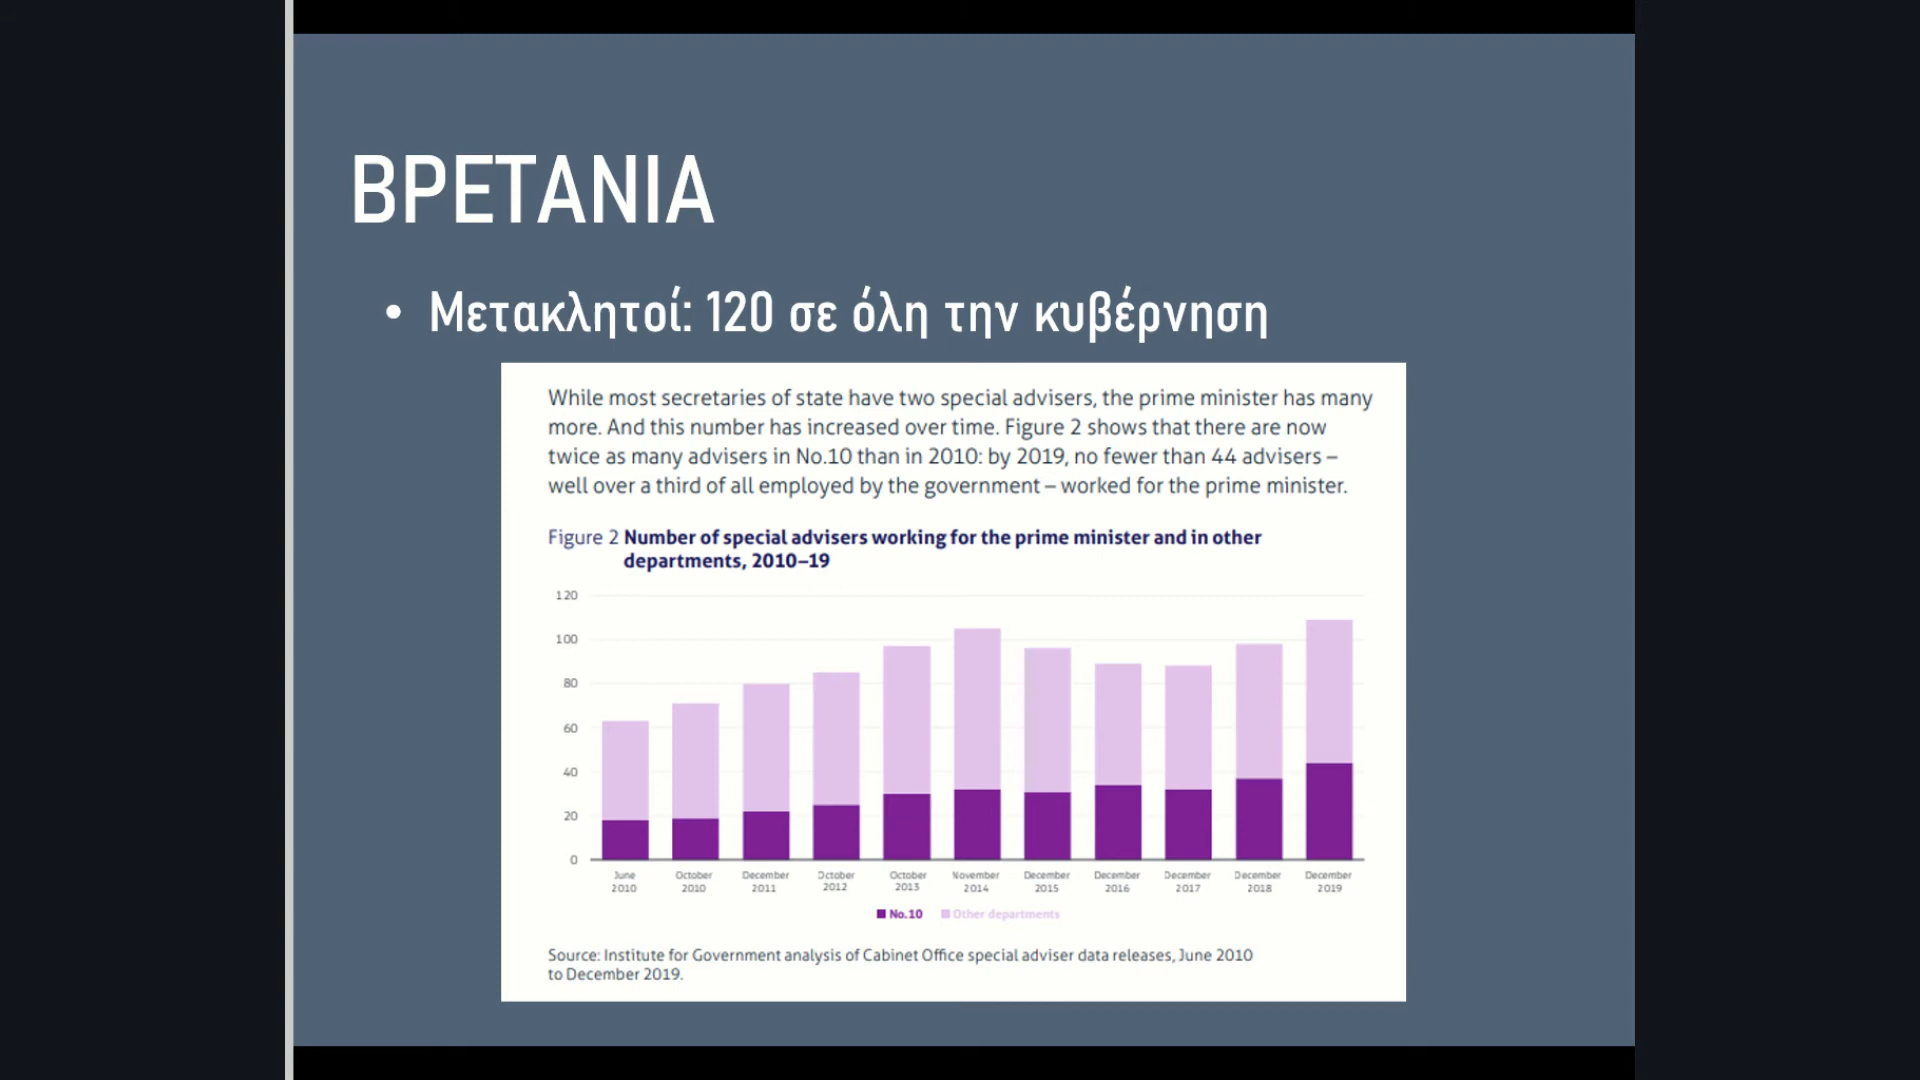 ΒΡΕΤΑΝΙΑ
• Μετακλητοί: 120 σε όλη την κυβέρνηση
While most secretaries of state have two special advisers, the prime minister has many
more. And this number has increased over time. Figure 2 shows that there are now
twice as many advisers in No.10 than in 2010: by 2019, no fewer than 44 advisers –
well over a third of all employed by the government – worked for the prime minister.
Figure 2 Number of special advisers working for the prime minister and in other
departments, 2010–19
120
100
80
60
40
20
0
June 2010
October 2010
December 2011
October 2012
October 2013
November 2014
December 2015
December 2016
December 2017
December 2018
December 2019
No.10 Other departments
Source: Institute for Government analysis of Cabinet Office special adviser data releases, June 2010
to December 2019.